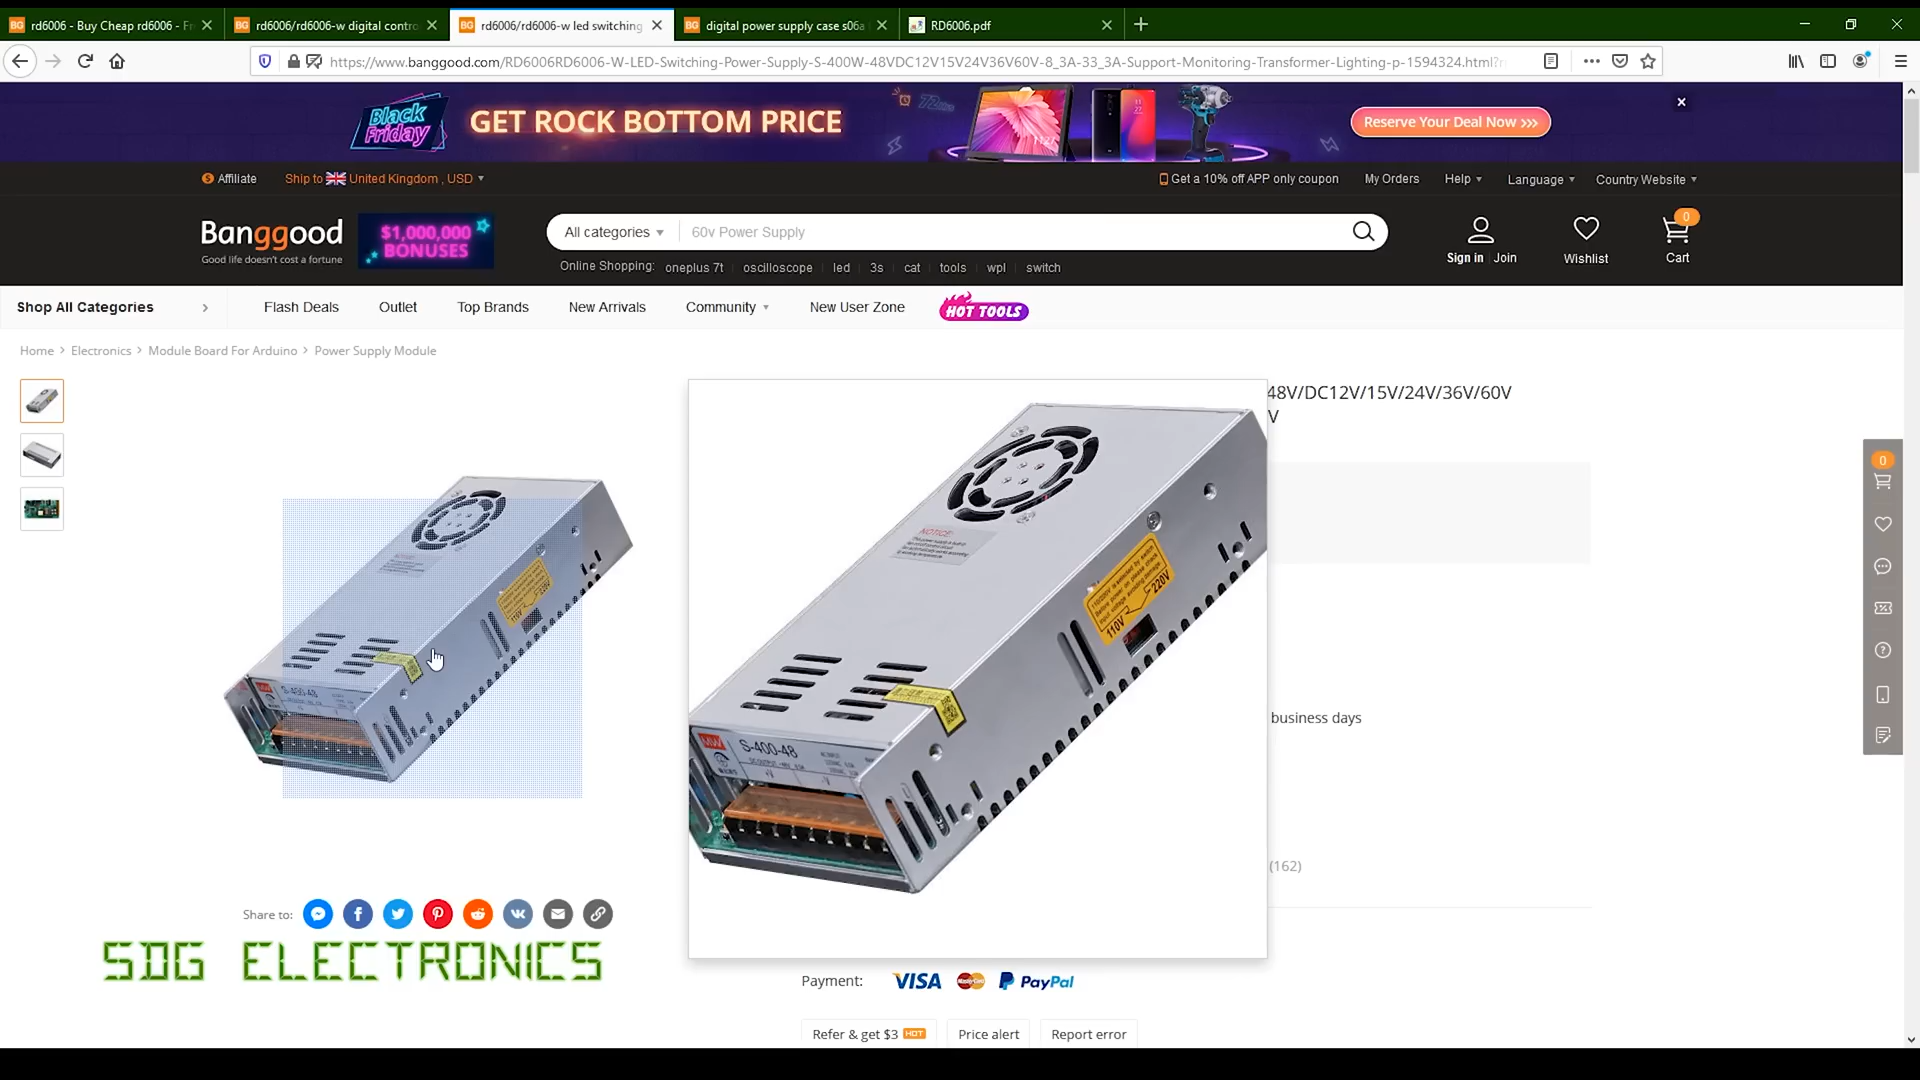 rd6006 - Buy Cheap rd6006 - Fr
rd6006/rd6006-w digital contro
rd6006/rd6006-w led switching
digital power supply case s06a
RD6006.pdf
https://www.banggood.com/RD6006RD6006-W-LED-Switching-Power-Supply-S-400W-48VDC12V15V24V36V60V-8_3A-33_3A-Support-Monitoring-Transformer-Lighting-p-1594324.html?r
Black Friday
GET ROCK BOTTOM PRICE
Reserve Your Deal Now >>>
Affiliate
Ship to United Kingdom , USD
Get a 10% off APP only coupon
My Orders
Help
Language
Country Website
Banggood
Good life doesn't cost a fortune
$1,000,000
BONUSES
All categories
60v Power Supply
0
Sign in Join
Wishlist
Cart
Online Shopping: oneplus 7t oscilloscope led 3s cat tools wpl switch
Shop All Categories
Flash Deals
Outlet
Top Brands
New Arrivals
Community
New User Zone
HOT TOOLS
Home > Electronics > Module Board For Arduino > Power Supply Module
48V/DC12V/15V/24V/36V/60V
V
0
NOTICE:
110V
220V
S-400-48
NOTICE:
110V
220V
MW
S-400-48
business days
(162)
Share to:
SDG ELECTRONICS
Payment:
VISA
MasterCard
PayPal
Refer & get $3 HOT
Price alert
Report error